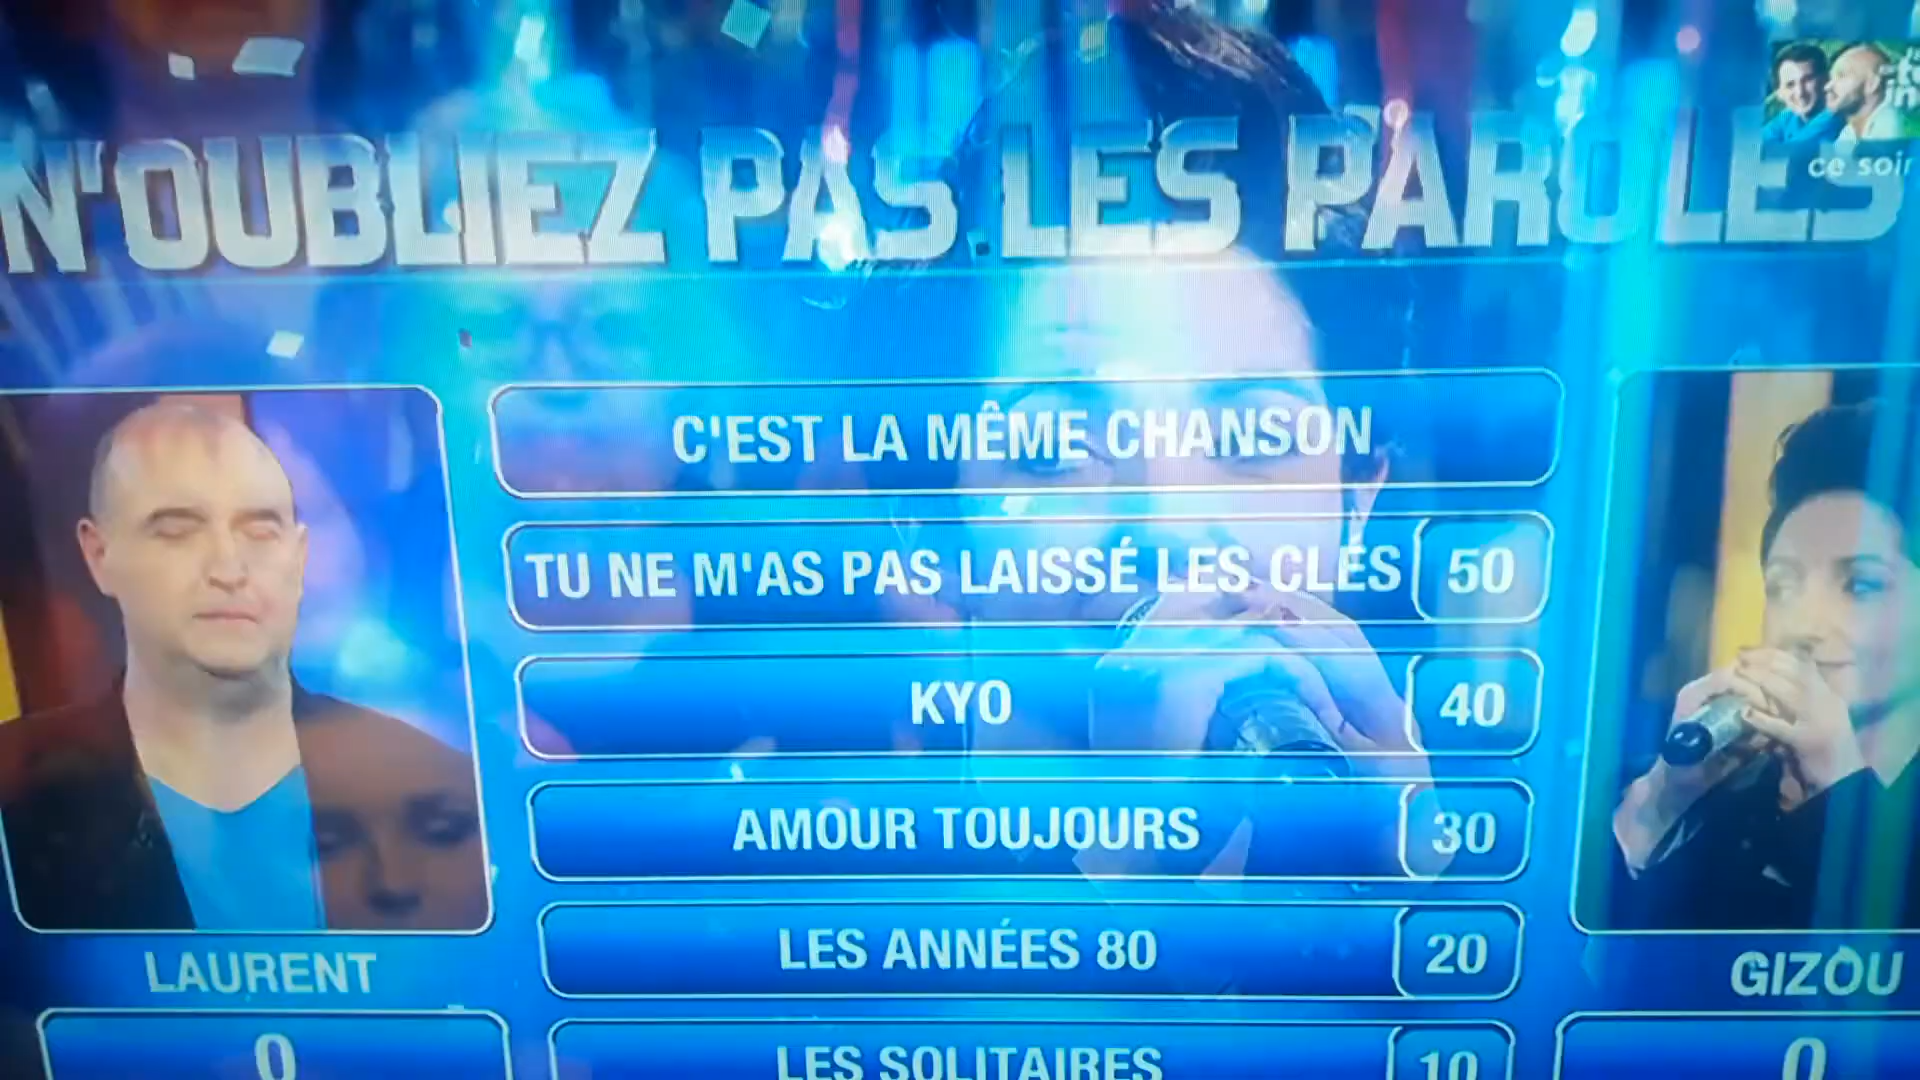 N'OUBLIEZ PAS LES PAROLES
ce soir
C'EST LA MÊME CHANSON
TU NE M'AS PAS LAISSÉ LES CLÉS 50
KYO 40
AMOUR TOUJOURS 30
LES ANNÉES 80 20
LES SOLITAIRES 10
LAURENT
0
GIZOU
0